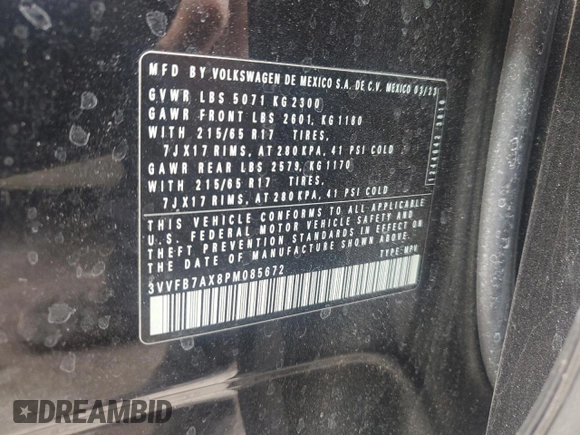 MFD BY VOLKSWAGEN DE MEXICO S.A. DE C.V. MEXICO 03/23
GVWR LBS 5071 KG 2300
GAWR FRONT LBS 2601, KG 1180
WITH 215/65 R17 TIRES,
7JX17 RIMS, AT 280 KPA, 41 PSI COLD
GAWR REAR LBS 2579, KG 1170
WITH 215/65 R17 TIRES,
7JX17 RIMS, AT 280 KPA, 41 PSI COLD
THIS VEHICLE CONFORMS TO ALL APPLICABLE
U.S. FEDERAL MOTOR VEHICLE SAFETY AND
THEFT PREVENTION STANDARDS IN EFFECT ON
THE DATE OF MANUFACTURE SHOWN ABOVE
TYPE: MPV
3VVFB7AX8PM085672
DREAMBID